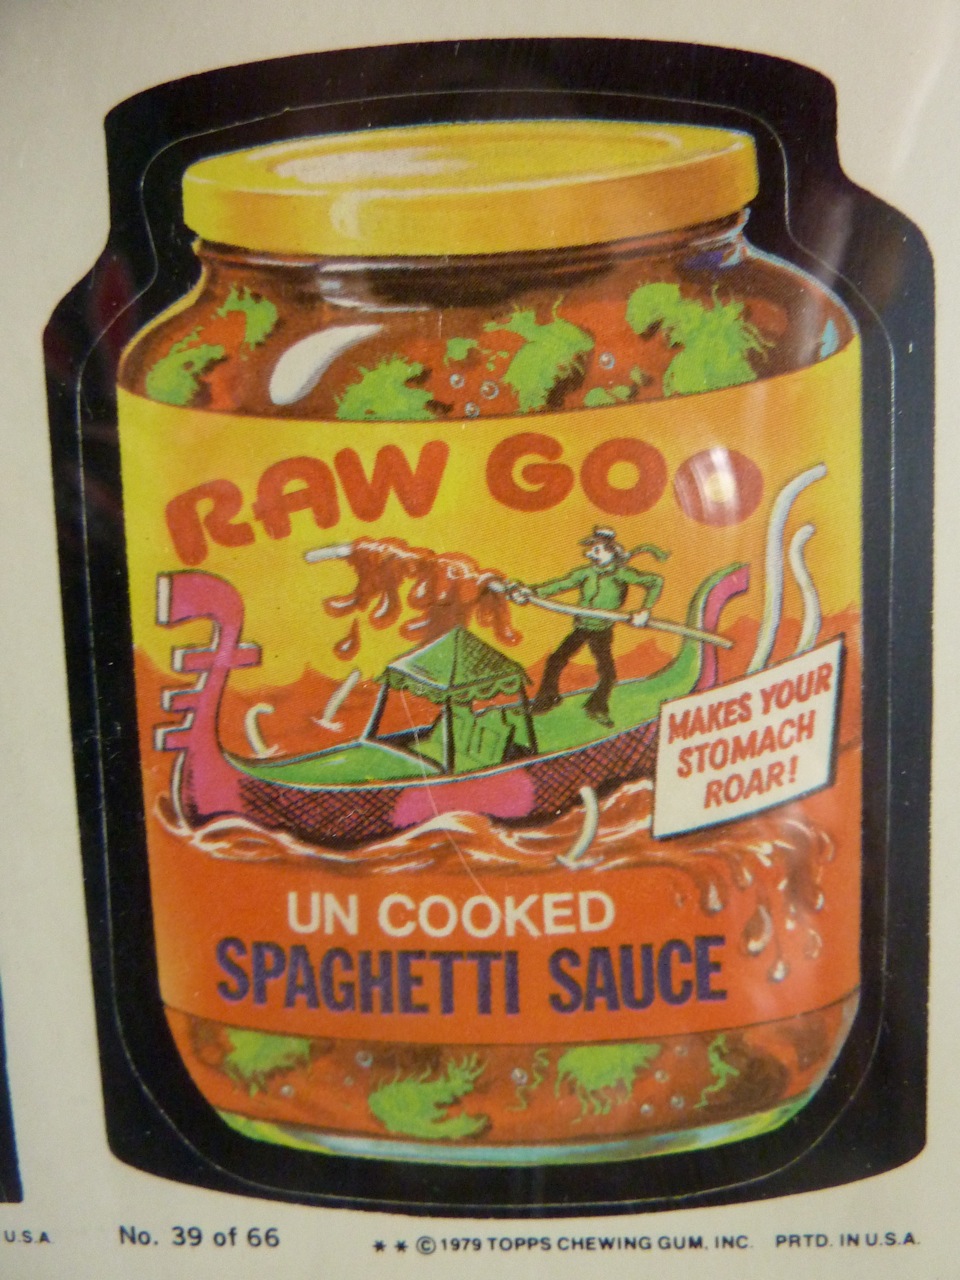 RAW GOO
MAKES YOUR
STOMACH
ROAR!
UN COOKED
SPAGHETTI SAUCE
U.S.A.
No. 39 of 66
** © 1979 TOPPS CHEWING GUM, INC. PRTD. IN U.S.A.